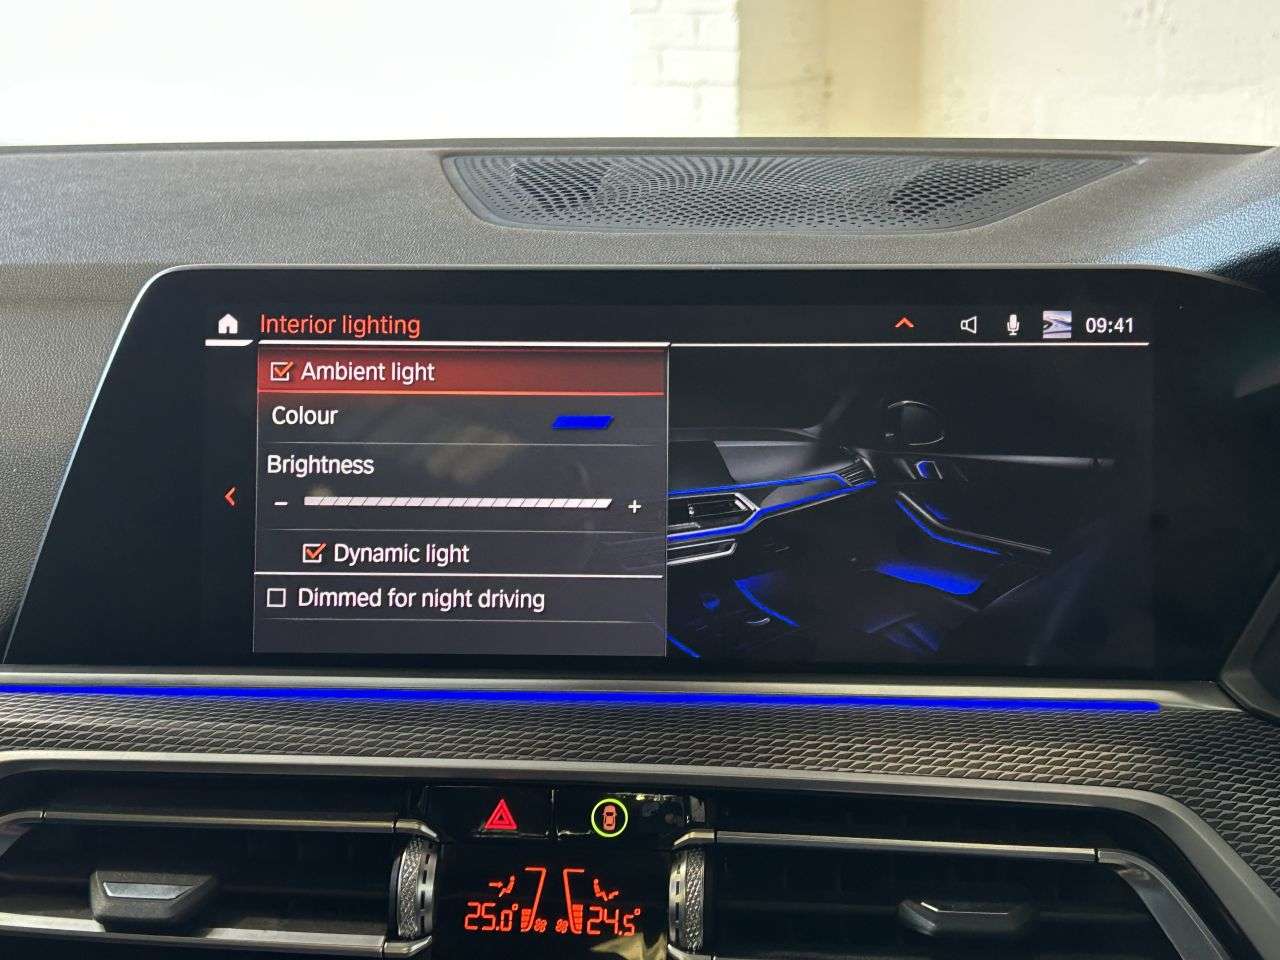 Interior lighting 09:41
Ambient light
Colour
Brightness
- +
Dynamic light
Dimmed for night driving
25.0° 24.5°